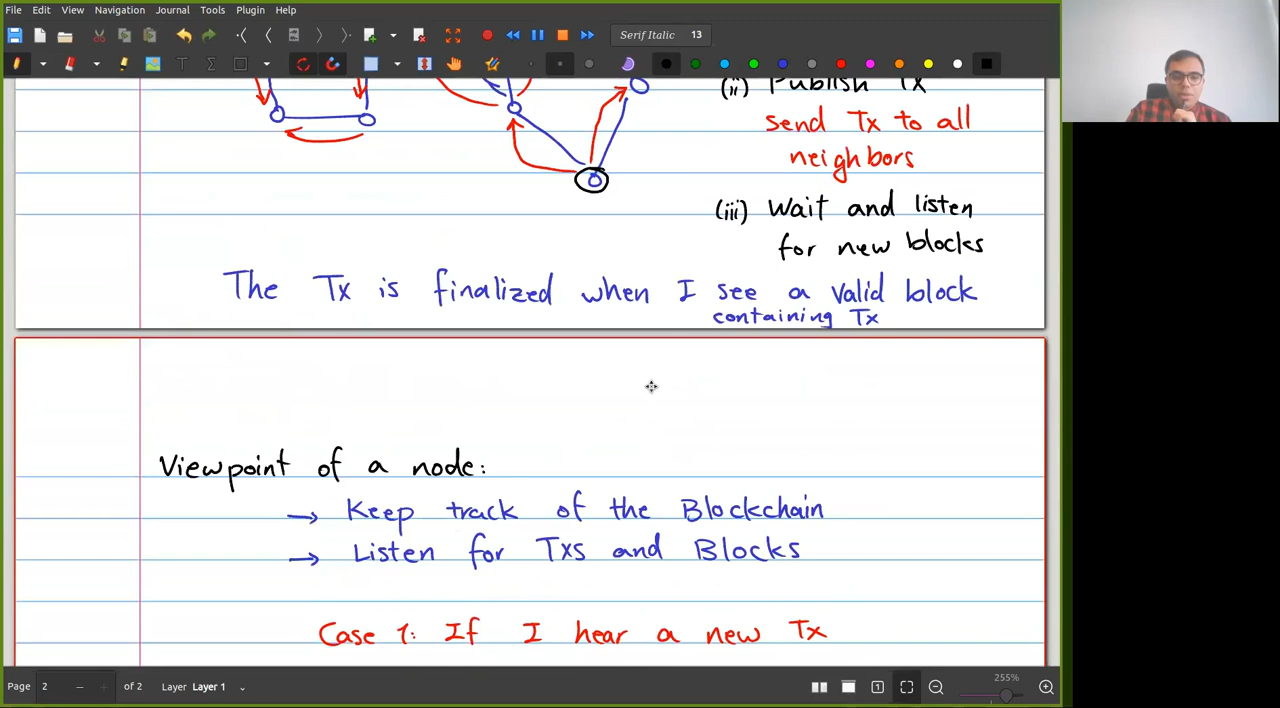 File Edit View Navigation Journal Tools Plugin Help
Serif Italic 13
(ii) Publish Tx
send Tx to all
neighbors
(iii) Wait and listen
for new blocks
The Tx is finalized when I see a valid block
containing Tx
Viewpoint of a node:
→ Keep track of the Blockchain
→ Listen for Txs and Blocks
Case 1: If I hear a new Tx
Page 2 of 2 Layer Layer 1 255%